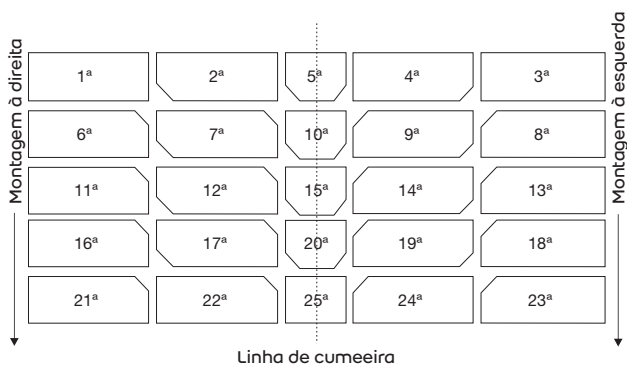 Montagem à direita
Montagem à esquerda
1ª 2ª 5ª 4ª 3ª
6ª 7ª 10ª 9ª 8ª
11ª 12ª 15ª 14ª 13ª
16ª 17ª 20ª 19ª 18ª
21ª 22ª 25ª 24ª 23ª
Linha de cumeeira